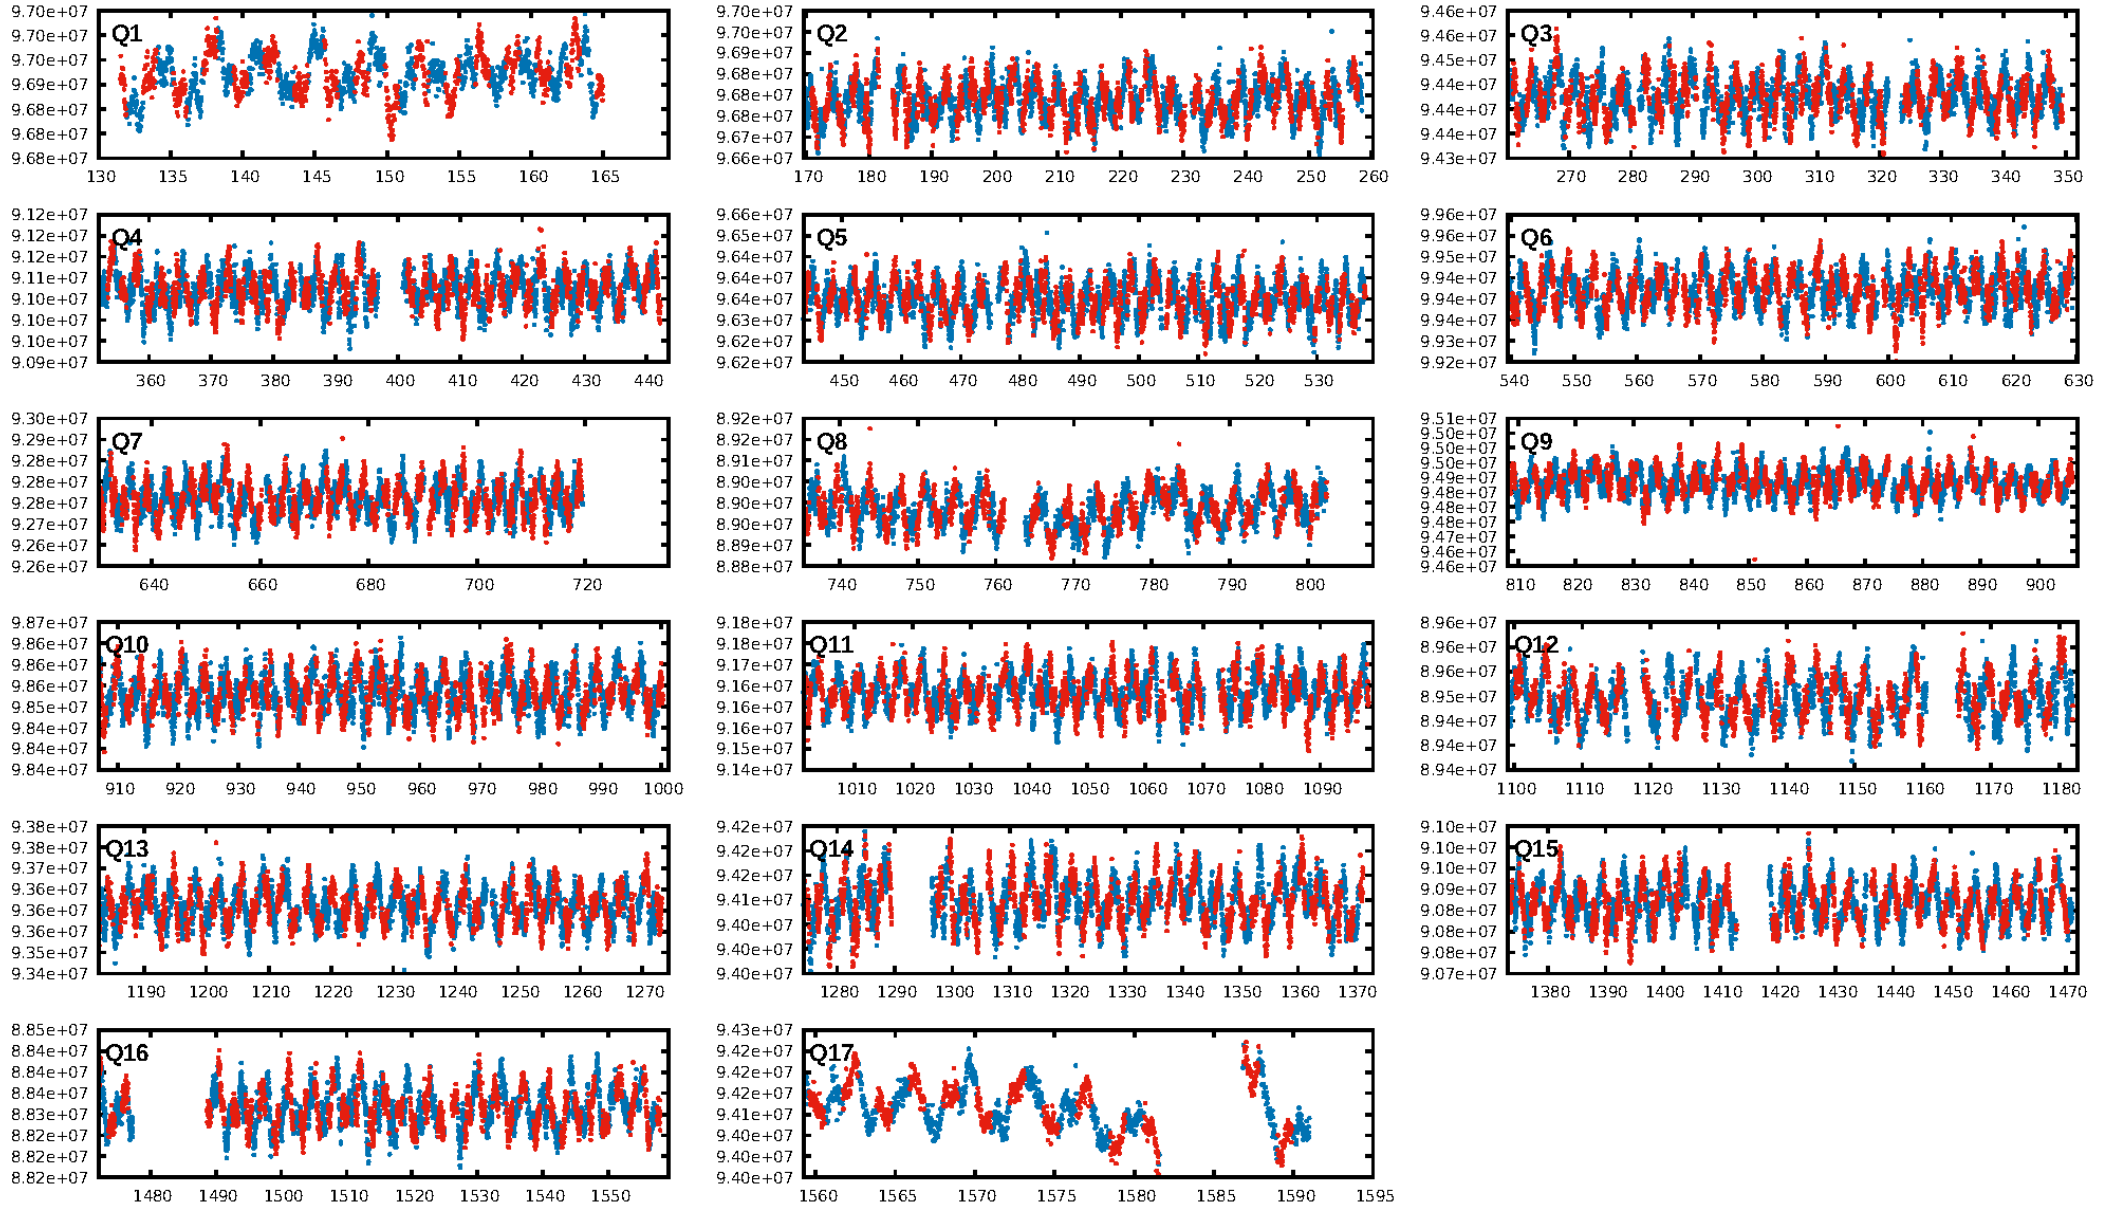 9.70e+07 9.70e+07 9.70e+07 9.69e+07 9.68e+07 9.68e+07 9.68e+07
Q1
130 135 140 145 150 155 160 165
9.70e+07 9.70e+07 9.69e+07 9.68e+07 9.68e+07 9.68e+07 9.67e+07 9.66e+07
Q2
170 180 190 200 210 220 230 240 250 260
9.46e+07 9.46e+07 9.45e+07 9.44e+07 9.44e+07 9.44e+07 9.43e+07
Q3
270 280 290 300 310 320 330 340 350
9.12e+07 9.12e+07 9.12e+07 9.11e+07 9.10e+07 9.10e+07 9.10e+07 9.09e+07
Q4
360 370 380 390 400 410 420 430 440
9.66e+07 9.65e+07 9.64e+07 9.64e+07 9.64e+07 9.63e+07 9.62e+07 9.62e+07
Q5
450 460 470 480 490 500 510 520 530
9.96e+07 9.96e+07 9.95e+07 9.94e+07 9.94e+07 9.94e+07 9.93e+07 9.92e+07
Q6
540 550 560 570 580 590 600 610 620 630
9.30e+07 9.29e+07 9.28e+07 9.28e+07 9.28e+07 9.27e+07 9.26e+07 9.26e+07
Q7
640 660 680 700 720
8.92e+07 8.92e+07 8.91e+07 8.90e+07 8.90e+07 8.90e+07 8.89e+07 8.88e+07
Q8
740 750 760 770 780 790 800
9.51e+07 9.50e+07 9.50e+07 9.50e+07 9.49e+07 9.48e+07 9.48e+07 9.47e+07 9.46e+07 9.46e+07
Q9
810 820 830 840 850 860 870 880 890 900
9.87e+07 9.86e+07 9.86e+07 9.86e+07 9.85e+07 9.84e+07 9.84e+07 9.84e+07
Q10
910 920 930 940 950 960 970 980 990 1000
9.18e+07 9.18e+07 9.17e+07 9.16e+07 9.16e+07 9.16e+07 9.15e+07 9.14e+07
Q11
1010 1020 1030 1040 1050 1060 1070 1080 1090
8.96e+07 8.96e+07 8.96e+07 8.95e+07 8.94e+07 8.94e+07 8.94e+07
Q12
1100 1110 1120 1130 1140 1150 1160 1170 1180
9.38e+07 9.38e+07 9.37e+07 9.36e+07 9.36e+07 9.36e+07 9.35e+07 9.34e+07
Q13
1190 1200 1210 1220 1230 1240 1250 1260 1270
9.42e+07 9.42e+07 9.42e+07 9.41e+07 9.40e+07 9.40e+07 9.40e+07
Q14
1280 1290 1300 1310 1320 1330 1340 1350 1360 1370
9.10e+07 9.10e+07 9.10e+07 9.09e+07 9.08e+07 9.08e+07 9.08e+07 9.07e+07
Q15
1380 1390 1400 1410 1420 1430 1440 1450 1460 1470
8.85e+07 8.84e+07 8.84e+07 8.84e+07 8.83e+07 8.82e+07 8.82e+07 8.82e+07
Q16
1480 1490 1500 1510 1520 1530 1540 1550
9.43e+07 9.42e+07 9.42e+07 9.42e+07 9.41e+07 9.40e+07 9.40e+07 9.40e+07
Q17
1560 1565 1570 1575 1580 1585 1590 1595